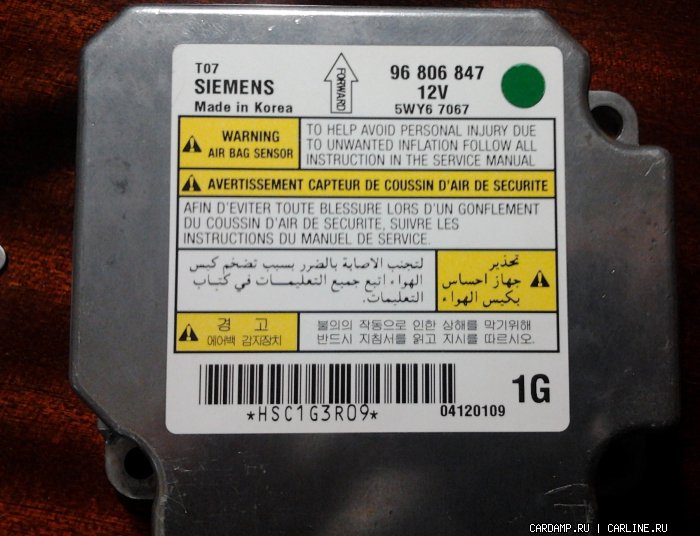 T07
SIEMENS
Made in Korea
FORWARD
96 806 847
12V
5WY6 7067
WARNING
AIR BAG SENSOR
TO HELP AVOID PERSONAL INJURY DUE
TO UNWANTED INFLATION FOLLOW ALL
INSTRUCTION IN THE SERVICE MANUAL
AVERTISSEMENT CAPTEUR DE COUSSIN D'AIR DE SECURITE
AFIN D'EVITER TOUTE BLESSURE LORS D'UN GONFLEMENT
DU COUSSIN D'AIR DE SECURITE, SUIVRE LES
INSTRUCTIONS DU MANUEL DE SERVICE.
تحذير
جهاز احساس
بكيس الهواء
لتجنب الاصابة بالضرر بسبب تضخم كيس
الهواء اتبع جميع التعليمات في كتاب
التعليمات.
경 고
에어백 감지장치
불의의 작동으로 인한 상해를 막기위해
반드시 지침서를 읽고 지시를 따르시오.
*HSC1G3R09*
1G
04120109
CARDAMP.RU | CARLINE.RU